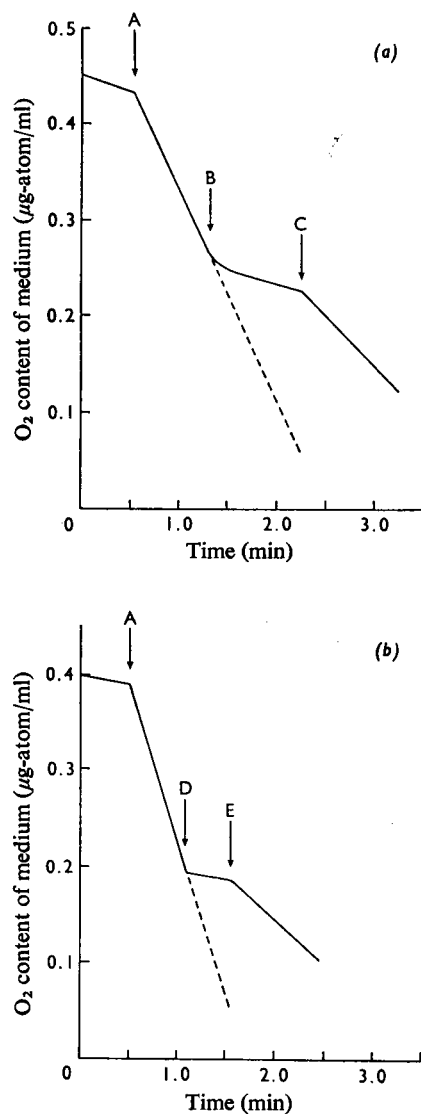 (a)
A
B
C
0.5
0.4
0.3
0.2
0.1
0
1.0
2.0
3.0
O₂ content of medium (μg-atom/ml)
Time (min)
(b)
A
D
E
0.4
0.3
0.2
0.1
0
1.0
2.0
3.0
O₂ content of medium (μg-atom/ml)
Time (min)